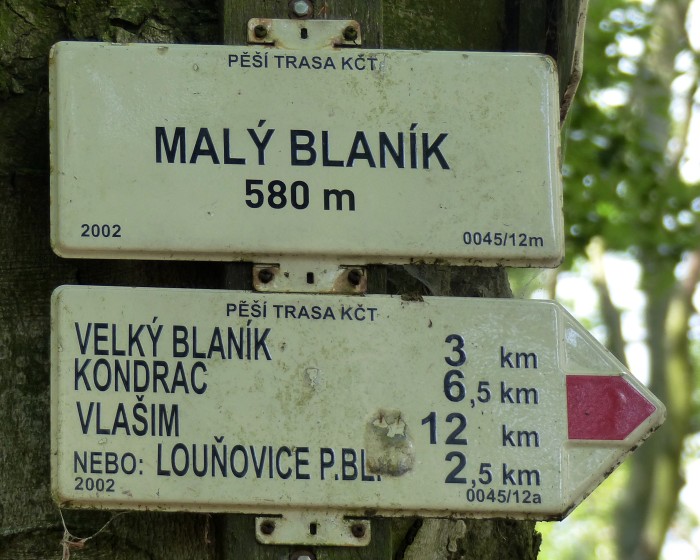 PĚŠÍ TRASA KČT
MALÝ BLANÍK
580 m
2002 0045/12m
PĚŠÍ TRASA KČT
VELKÝ BLANÍK 3 km
KONDRAC 6,5 km
VLAŠIM 12 km
NEBO: LOUŇOVICE P.BL. 2,5 km
2002 0045/12a